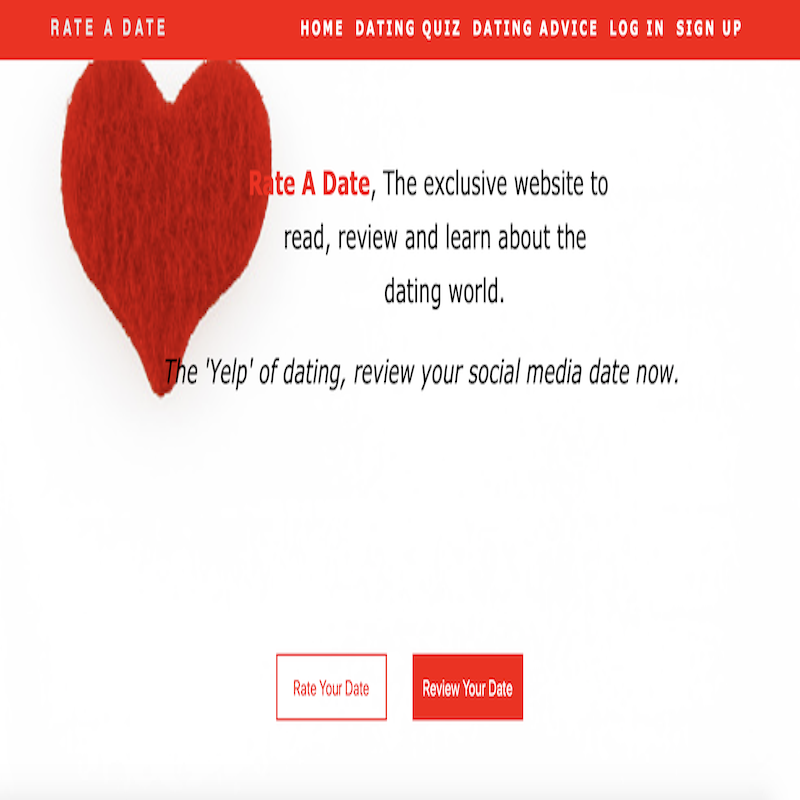 RATE A DATE
HOME DATING QUIZ DATING ADVICE LOG IN SIGN UP
Rate A Date, The exclusive website to
read, review and learn about the
dating world.
The 'Yelp' of dating, review your social media date now.
Rate Your Date
Review Your Date